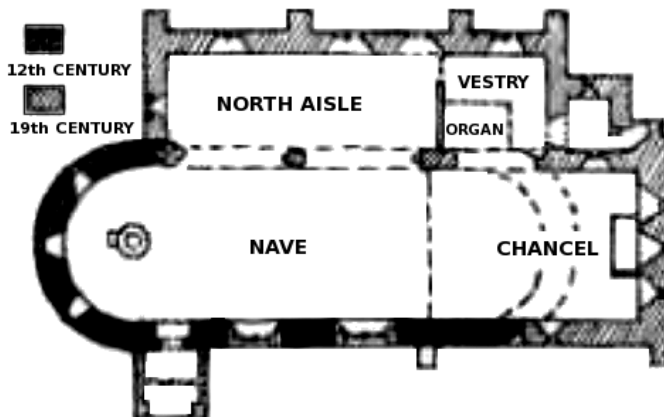 12th CENTURY
19th CENTURY
NORTH AISLE
VESTRY
ORGAN
NAVE
CHANCEL